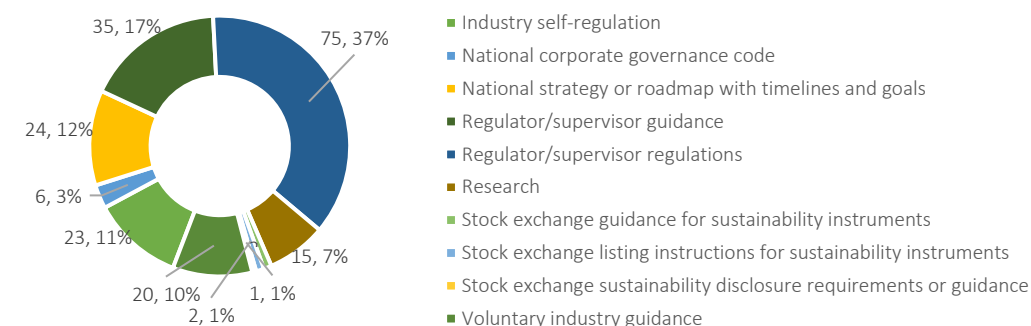 35, 17%
75, 37%
24, 12%
6, 3%
23, 11%
15, 7%
20, 10%
1, 1%
2, 1%
Industry self-regulation
National corporate governance code
National strategy or roadmap with timelines and goals
Regulator/supervisor guidance
Regulator/supervisor regulations
Research
Stock exchange guidance for sustainability instruments
Stock exchange listing instructions for sustainability instruments
Stock exchange sustainability disclosure requirements or guidance
Voluntary industry guidance